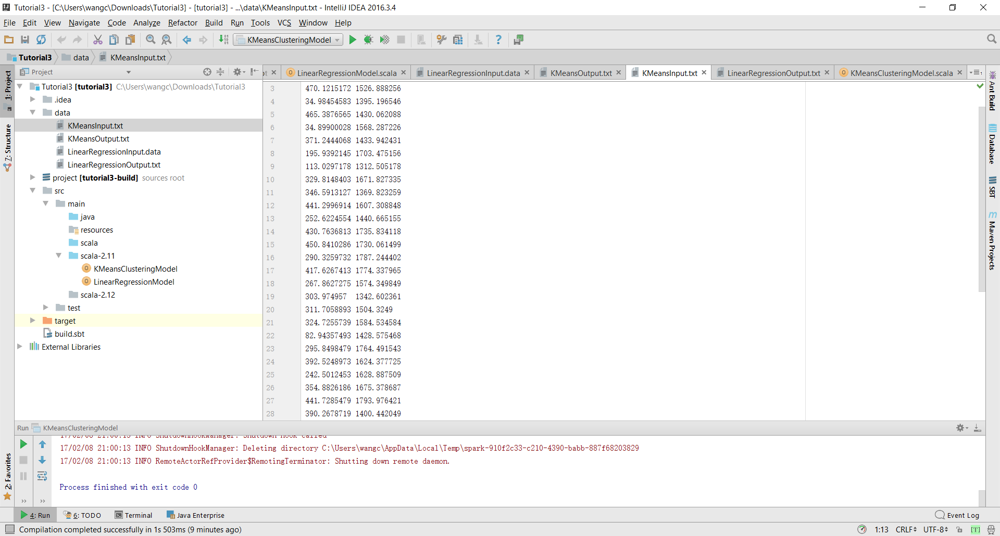 Tutorial3 - [C:\Users\wangc\Downloads\Tutorial3] - [tutorial3] - ...\data\KMeansInput.txt - IntelliJ IDEA 2016.3.4
File Edit View Navigate Code Analyze Refactor Build Run Tools VCS Window Help
KMeansClusteringModel
Tutorial3 data KMeansInput.txt
Project
LinearRegressionModel.scala LinearRegressionInput.data KMeansOutput.txt KMeansInput.txt LinearRegressionOutput.txt KMeansClusteringModel.scala
1: Project
7: Structure
2: Favorites
Tutorial3 [tutorial3] C:\Users\wangc\Downloads\Tutorial3
.idea
data
KMeansInput.txt
KMeansOutput.txt
LinearRegressionInput.data
LinearRegressionOutput.txt
project [tutorial3-build] sources root
src
main
java
resources
scala
scala-2.11
KMeansClusteringModel
LinearRegressionModel
scala-2.12
test
target
build.sbt
External Libraries
3 470.1215172 1526.888256
4 34.98454583 1395.196546
5 465.3876565 1430.062088
6 34.89900028 1568.287226
7 371.2444068 1433.942431
8 195.9392145 1703.475156
9 113.0297178 1312.505178
10 329.8148403 1671.827335
11 346.5913127 1369.823259
12 441.2996914 1607.308848
13 252.6224554 1440.665155
14 430.7636813 1735.834118
15 450.8410286 1730.061499
16 290.3259732 1787.244402
17 417.6267413 1774.337965
18 267.8627275 1574.349849
19 303.974957 1342.602361
20 311.7058893 1504.3249
21 324.7255739 1584.534584
22 82.94357493 1428.575468
23 295.8498479 1764.491543
24 392.5248973 1624.377725
25 242.5012453 1628.887509
26 354.8826186 1675.378687
27 441.7285479 1793.976421
28 390.2678719 1400.442049
Ant Build
Database
SBT
Maven Projects
Run KMeansClusteringModel
17/02/08 21:00:13 INFO ShutdownHookManager: Shutdown hook called
17/02/08 21:00:13 INFO ShutdownHookManager: Deleting directory C:\Users\wangc\AppData\Local\Temp\spark-910f2c33-c210-4390-babb-887f68203829
17/02/08 21:00:13 INFO RemoteActorRefProvider$RemotingTerminator: Shutting down remote daemon.
Process finished with exit code 0
4: Run 6: TODO Terminal Java Enterprise Event Log
Compilation completed successfully in 1s 503ms (9 minutes ago) 1:13 CRLF UTF-8 [T]